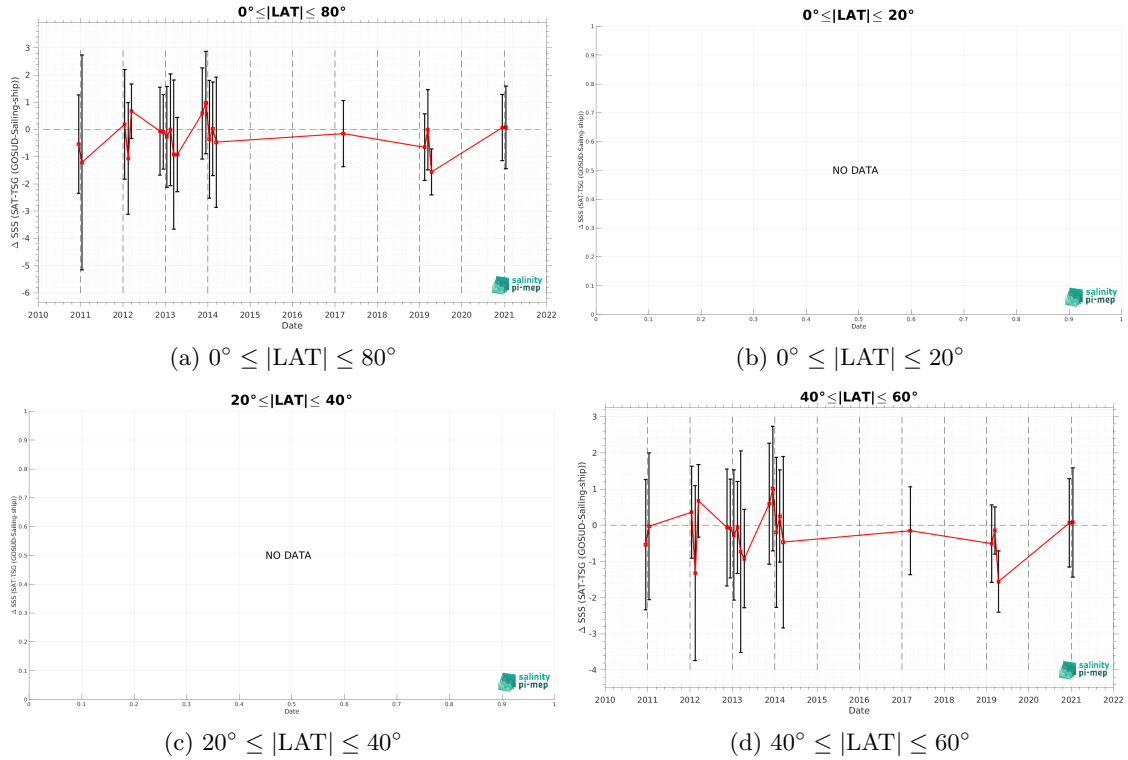 0°≤|LAT|≤ 80°
Δ SSS (SAT-TSG (GOSUD-Sailing-ship))
3
2
1
0
-1
-2
-3
-4
-5
-6
2010 2011 2012 2013 2014 2015 2016 2017 2018 2019 2020 2021 2022
Date
salinity
pi-mep
(a) 0° ≤ |LAT| ≤ 80°
0°≤|LAT|≤ 20°
Δ SSS (SAT-TSG (GOSUD-Sailing-ship))
1
0.9
0.8
0.7
0.6
0.5
0.4
0.3
0.2
0.1
0
NO DATA
0 0.1 0.2 0.3 0.4 0.5 0.6 0.7 0.8 0.9 1
Date
salinity
pi-mep
(b) 0° ≤ |LAT| ≤ 20°
20°≤|LAT|≤ 40°
Δ SSS (SAT-TSG (GOSUD-Sailing-ship))
1
0.9
0.8
0.7
0.6
0.5
0.4
0.3
0.2
0.1
0
NO DATA
0 0.1 0.2 0.3 0.4 0.5 0.6 0.7 0.8 0.9 1
Date
salinity
pi-mep
(c) 20° ≤ |LAT| ≤ 40°
40°≤|LAT|≤ 60°
Δ SSS (SAT-TSG (GOSUD-Sailing-ship))
3
2
1
0
-1
-2
-3
-4
2010 2011 2012 2013 2014 2015 2016 2017 2018 2019 2020 2021 2022
Date
salinity
pi-mep
(d) 40° ≤ |LAT| ≤ 60°